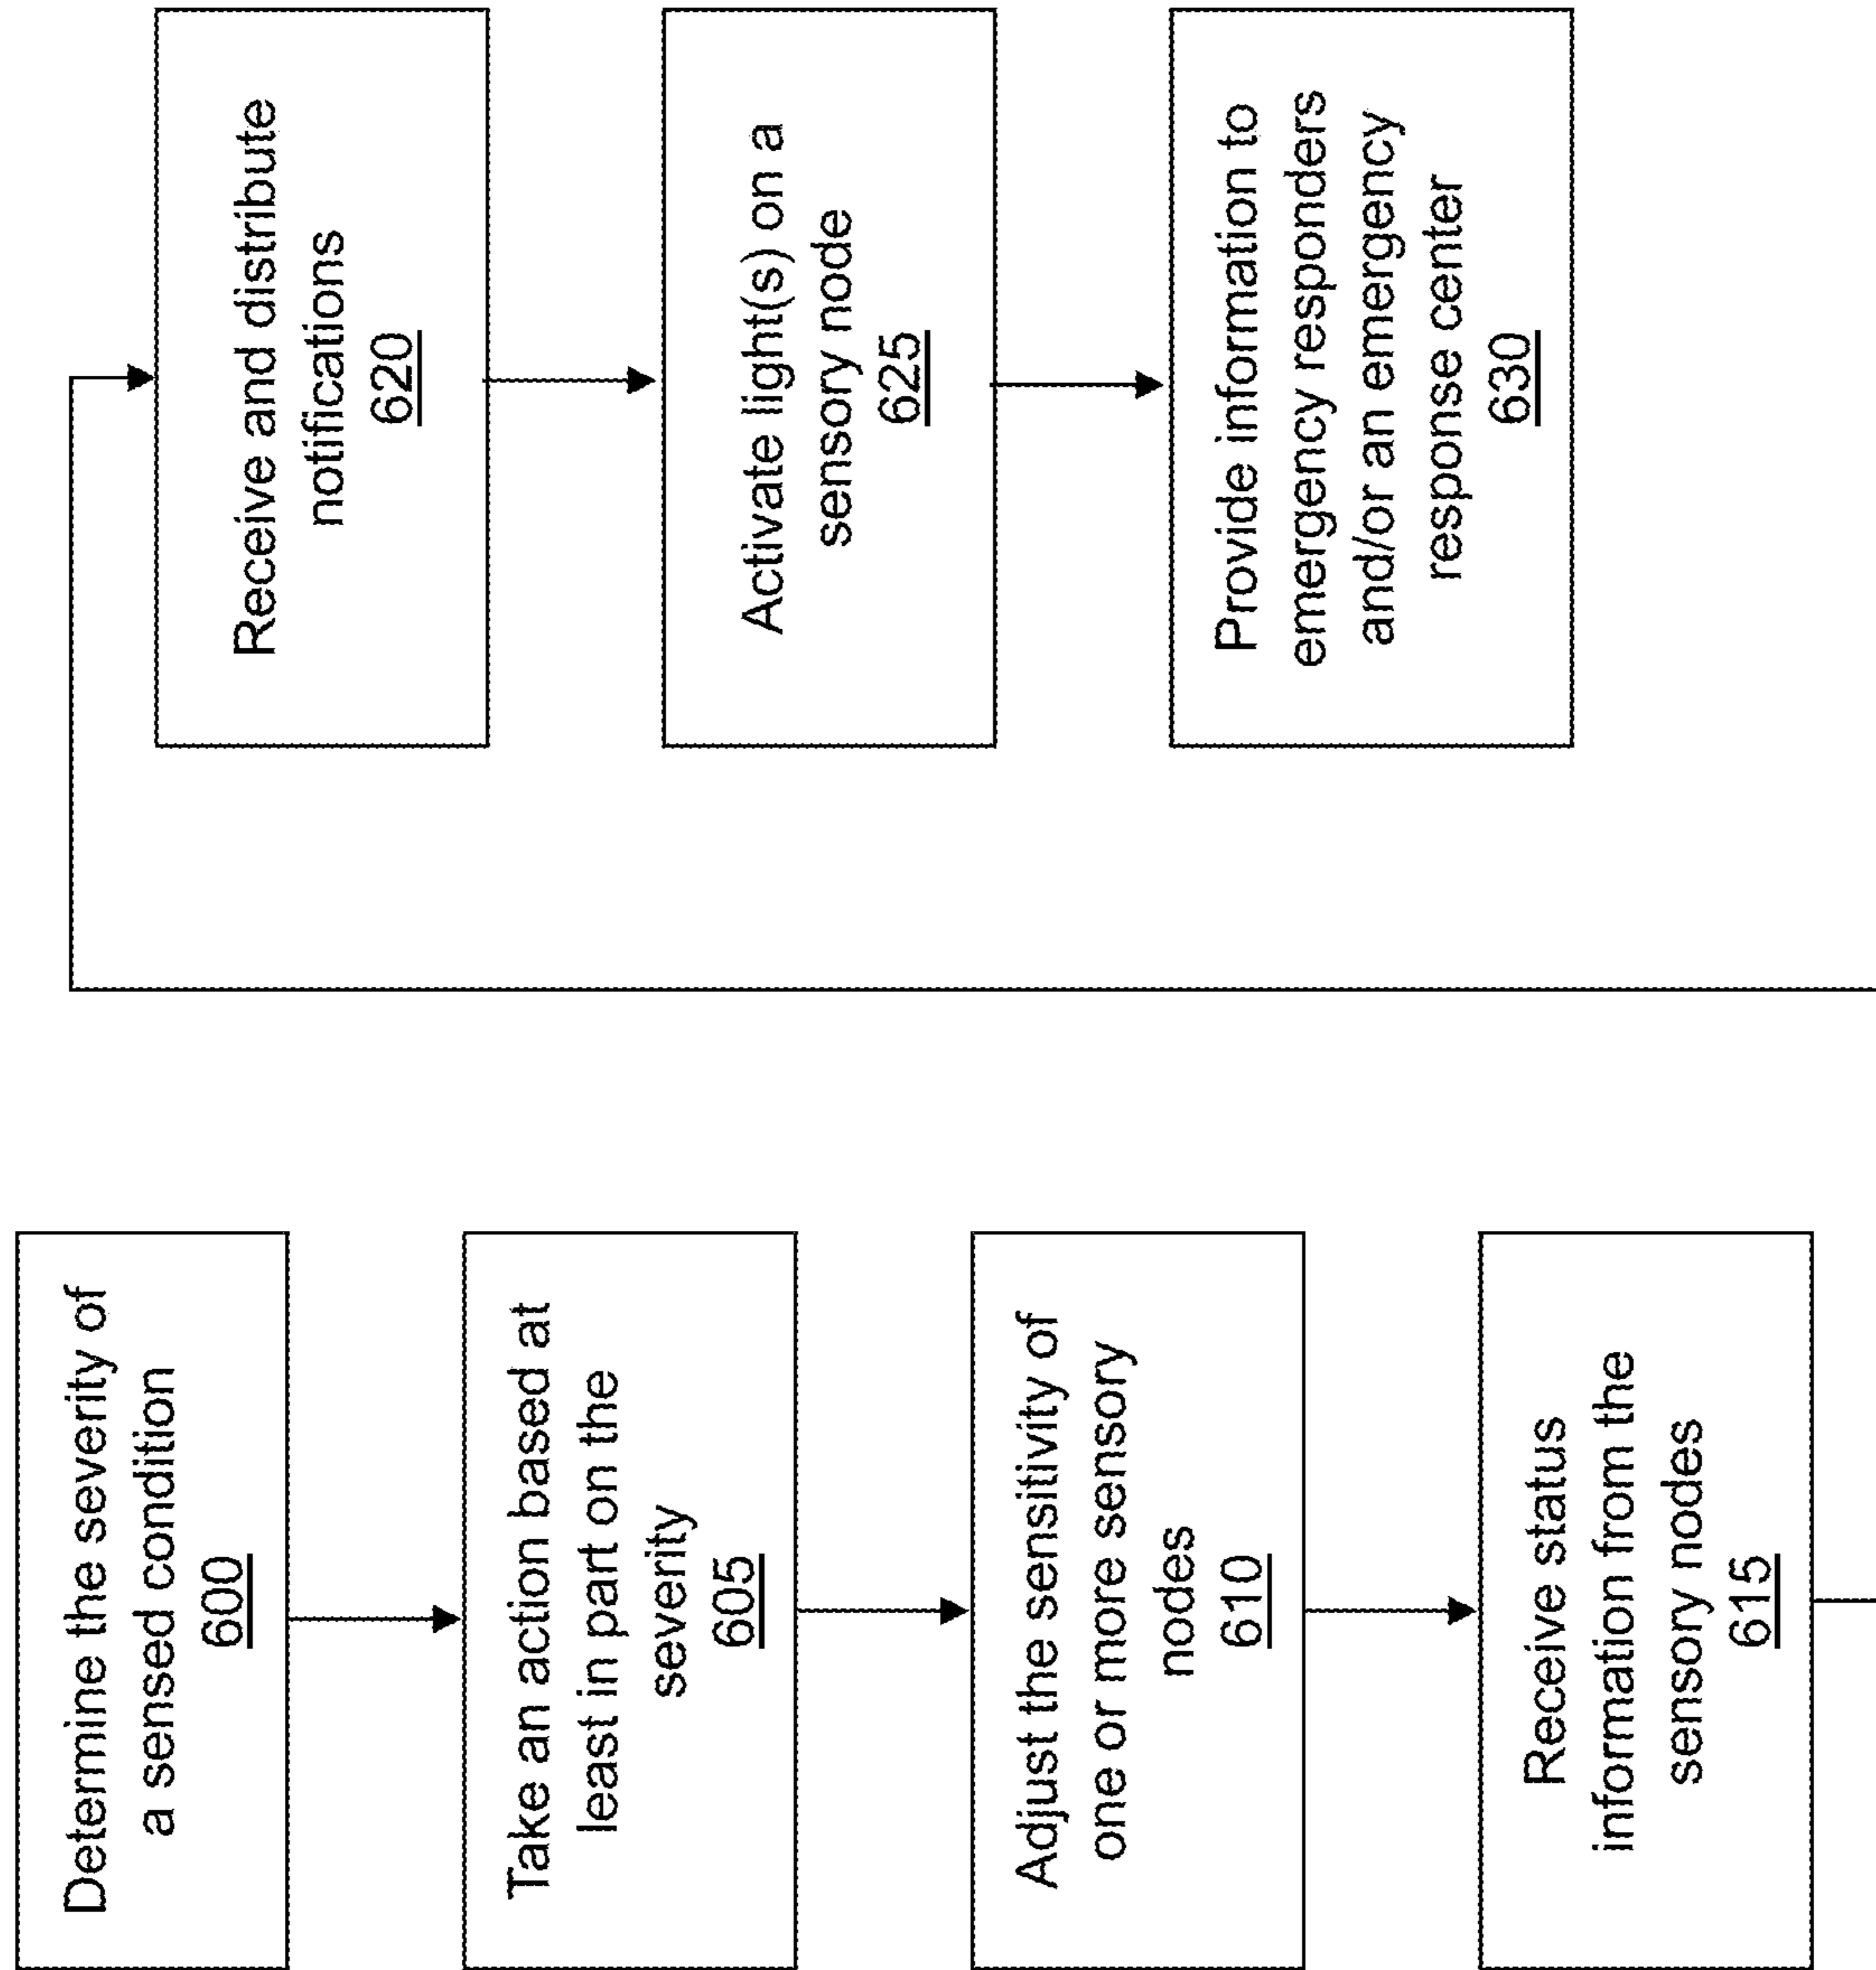 Determine the severity of
a sensed condition
600
Take an action based at
least in part on the
severity
605
Adjust the sensitivity of
one or more sensory
nodes
610
Receive status
information from the
sensory nodes
615
Receive and distribute
notifications
620
Activate light(s) on a
sensory node
625
Provide information to
emergency responders
and/or an emergency
response center
630